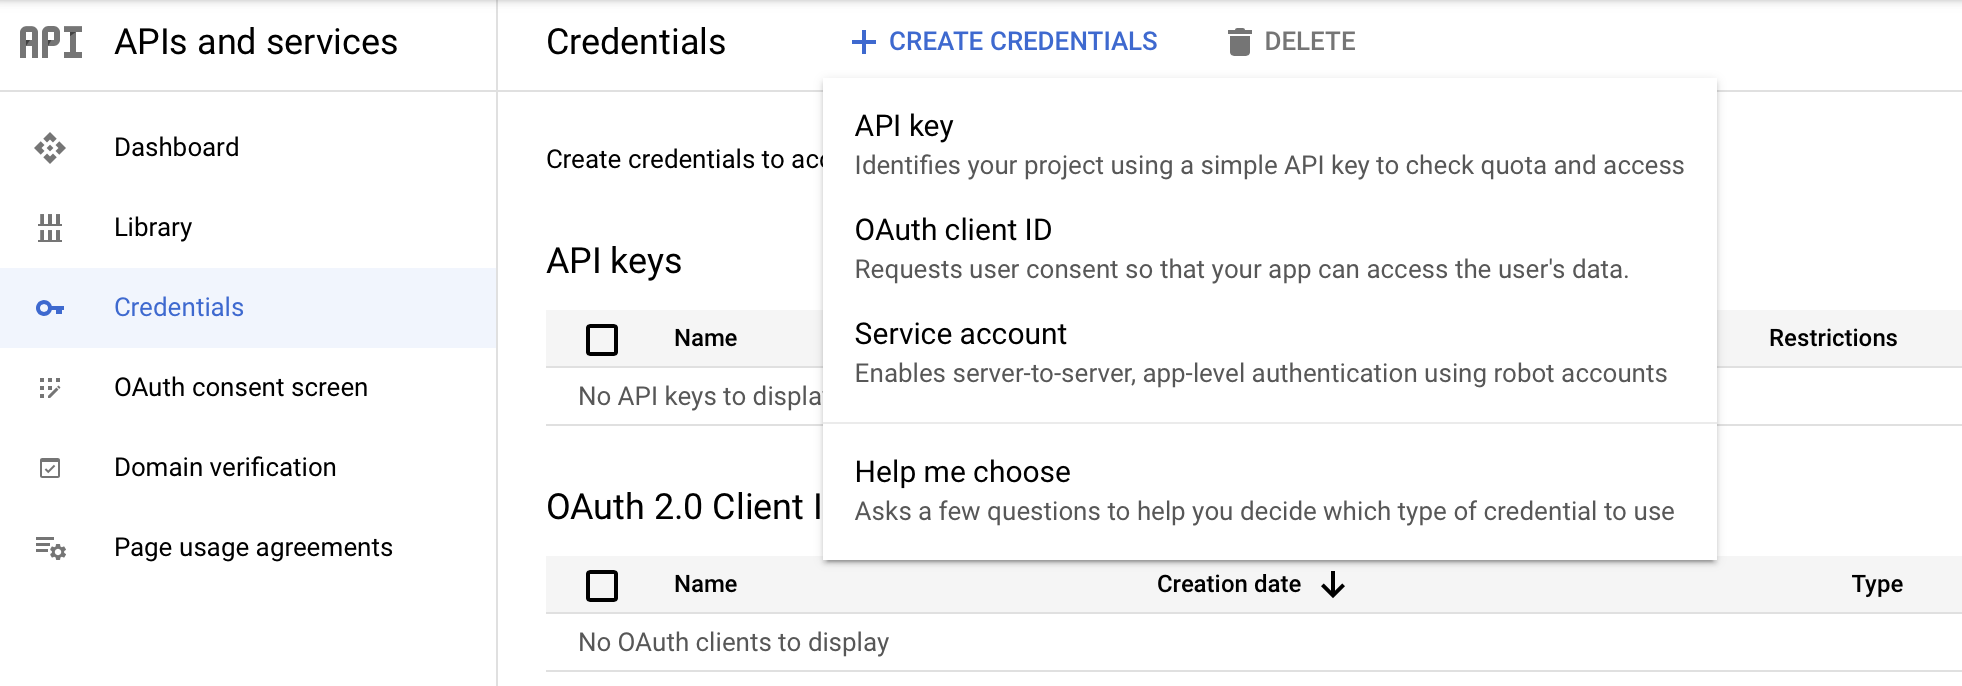 API APIs and services
Credentials
CREATE CREDENTIALS
DELETE
Dashboard
Library
Credentials
OAuth consent screen
Domain verification
Page usage agreements
Create credentials to
API key
Identifies your project using a simple API key to check quota and access
OAuth client ID
Requests user consent so that your app can access the user's data.
Service account
Enables server-to-server, app-level authentication using robot accounts
Help me choose
Asks a few questions to help you decide which type of credential to use
API keys
Name
Restrictions
No API keys to
OAuth 2.0 Client
Name
Creation date
Type
No OAuth clients to display